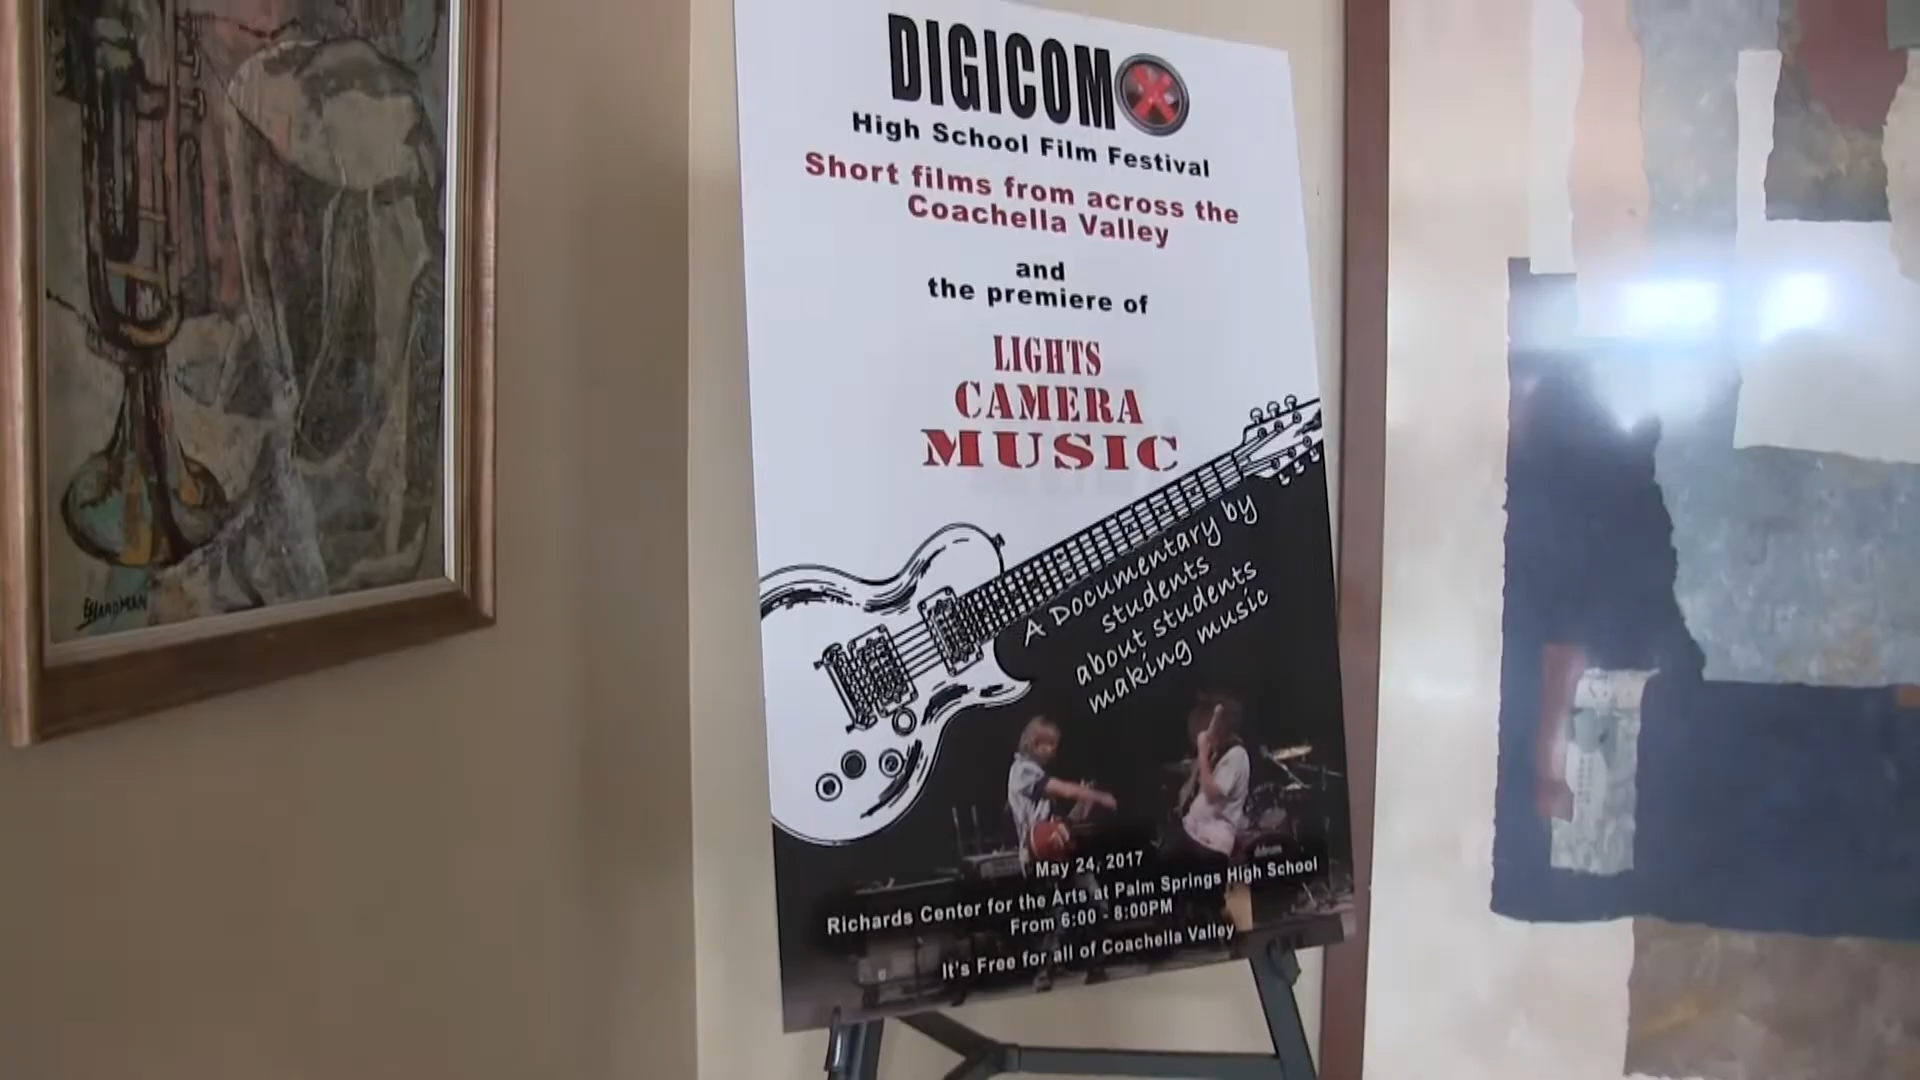 DIGICOM X
High School Film Festival
Short films from across the
Coachella Valley
and
the premiere of
LIGHTS
CAMERA
MUSIC
A Documentary by
students
about students
making music
May 24, 2017
Richards Center for the Arts at Palm Springs High School
From 6:00 - 8:00PM
It's Free for all of Coachella Valley